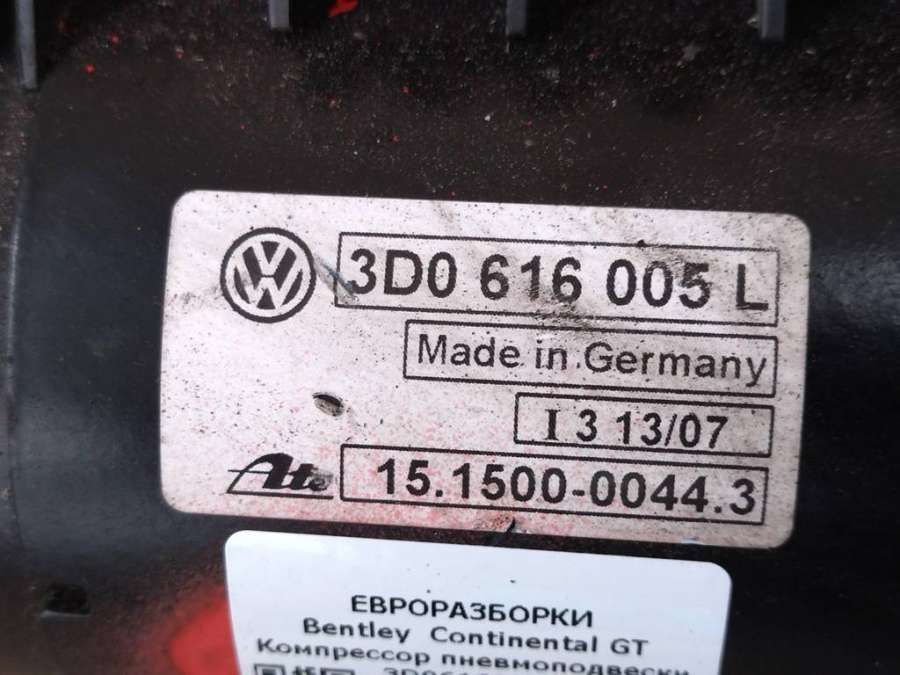 3D0 616 005 L
Made in Germany
I 3 13/07
Ate 15.1500-0044.3
ЕВРОРАЗБОРКИ
Bentley Continental GT
Компрессор пневмоподвески